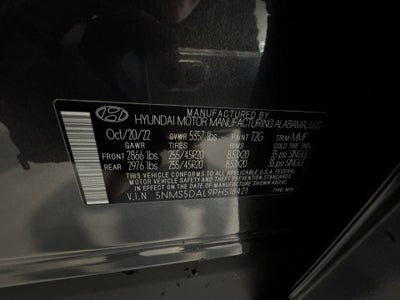 MANUFACTURED BY
HYUNDAI MOTOR MANUFACTURING ALABAMA, LLC
Oct/20/22 GVWR 5357 lbs PAINT T2G TRIM MMF
GAWR TIRES RIMS COLD TIRE INFL
FRONT 2866 lbs 255/45R20 8.5JX20 35 psi SINGLE
REAR 2976 lbs 255/45R20 8.5JX20 35 psi SINGLE
THIS VEHICLE CONFORMS TO ALL APPLICABLE U.S.A. FEDERAL
MOTOR VEHICLE SAFETY AND THEFT PREVENTION STANDARDS
IN EFFECT ON THE DATE OF MANUFACTURE SHOWN ABOVE.
V.I.N 5NMS5DAL9PH518421 TYPE: MPV